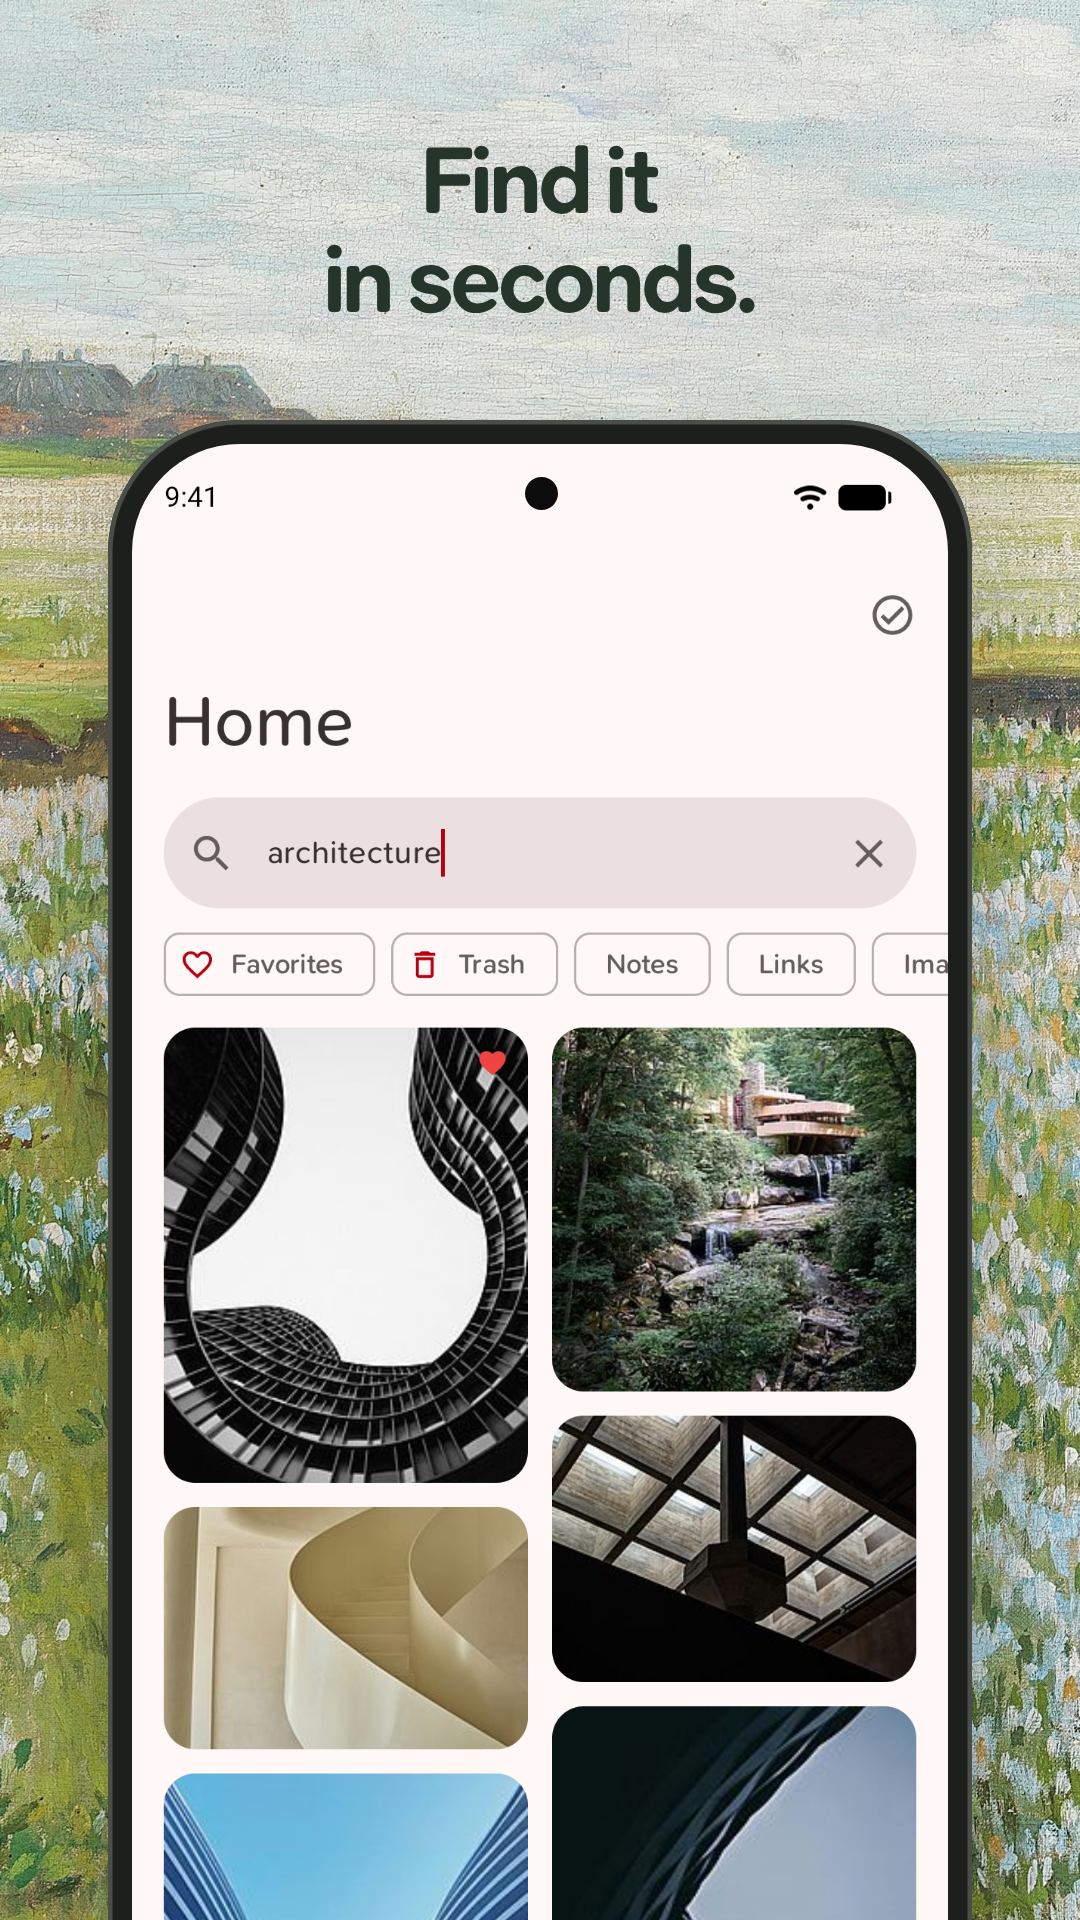 Find it
in seconds.
9:41
Home
architecture
Favorites
Trash
Notes
Links
Ima